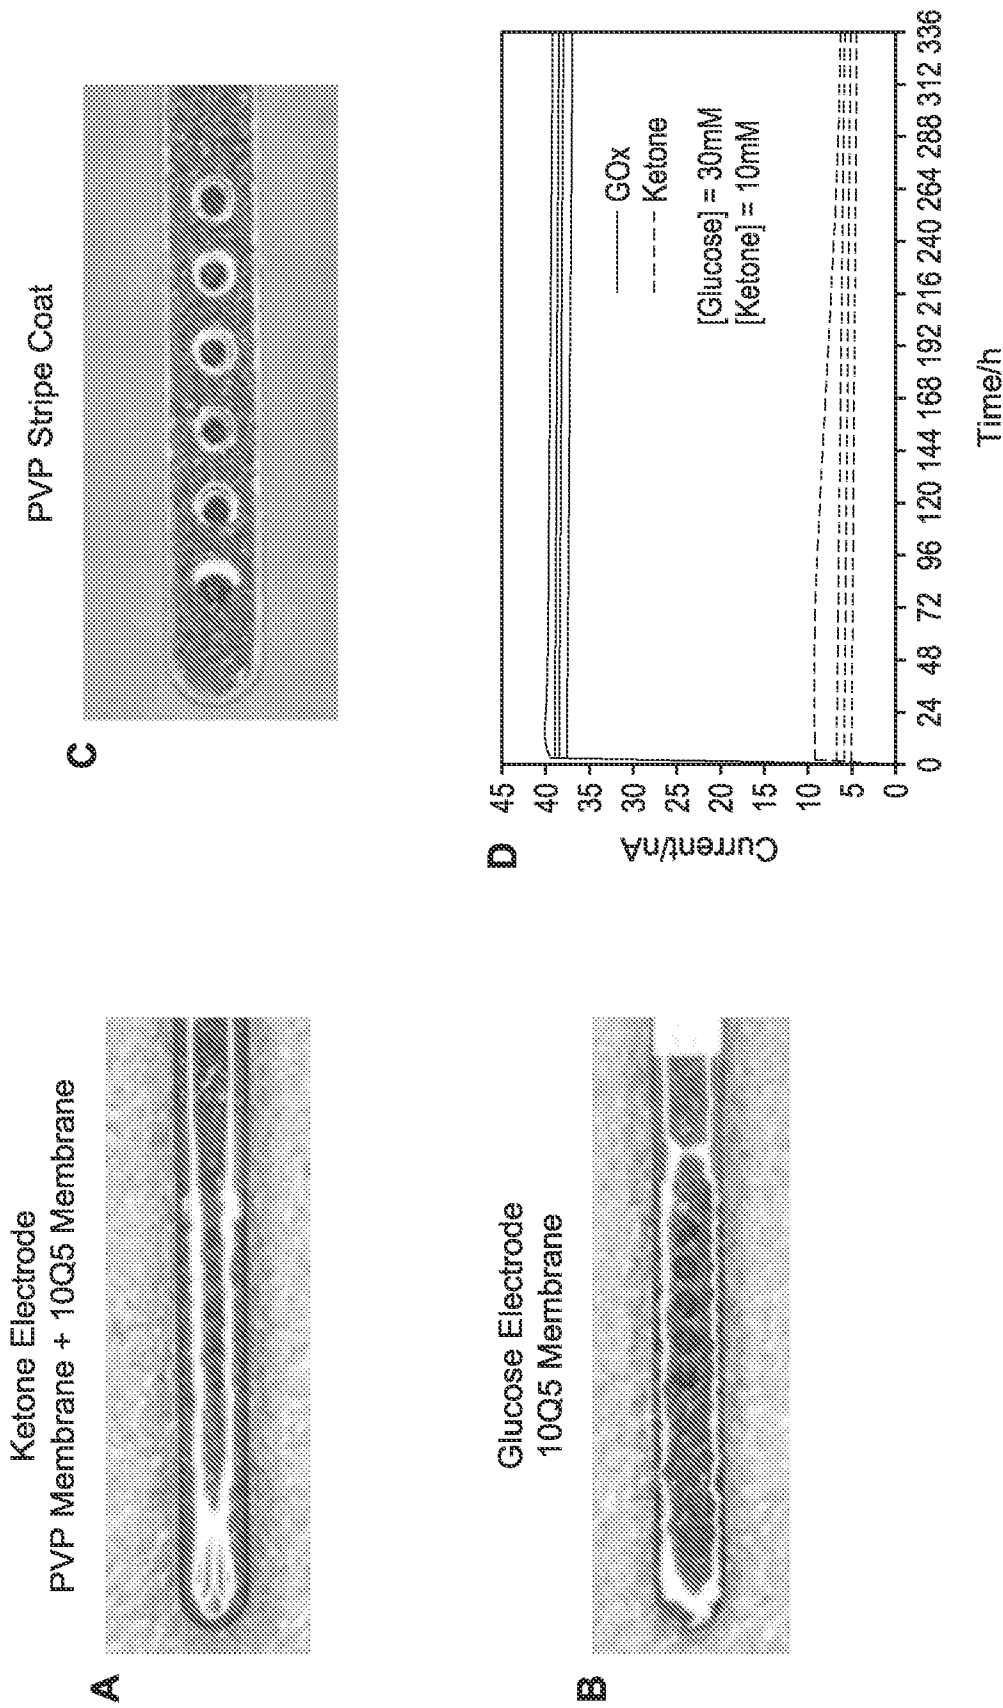 A
Ketone Electrode
PVP Membrane + 10Q5 Membrane
B
Glucose Electrode
10Q5 Membrane
C
PVP Stripe Coat
D
Current/nA
45
40
35
30
25
20
15
10
5
0
GOx
Ketone
[Glucose] = 30mM
[Ketone] = 10mM
0 24 48 72 96 120 144 168 192 216 240 264 288 312 336
Time/h